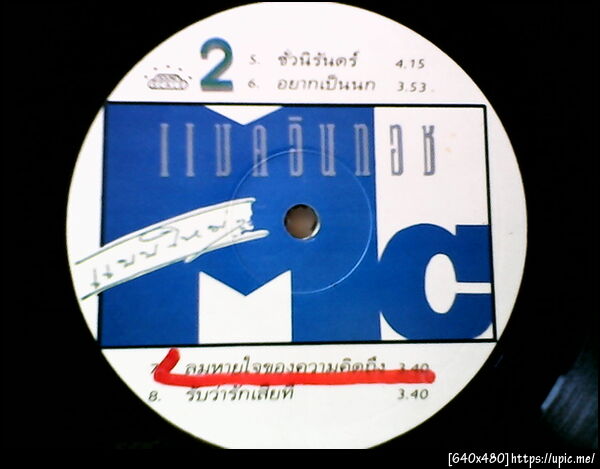 2
5. ชั่วนิรันดร์ 4.15
6. อยากเป็นนก 3.53
แมคอินทอช
แบบใหม่ๆ
Mc
7. ลมหายใจของความคิดถึง 3.40
8. รับว่ารักเสียที 3.40
[640x480]https://upic.me/